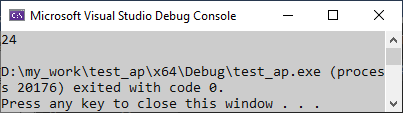 Microsoft Visual Studio Debug Console
24
D:\my_work\test_ap\x64\Debug\test_ap.exe (proces
s 20176) exited with code 0.
Press any key to close this window . . .